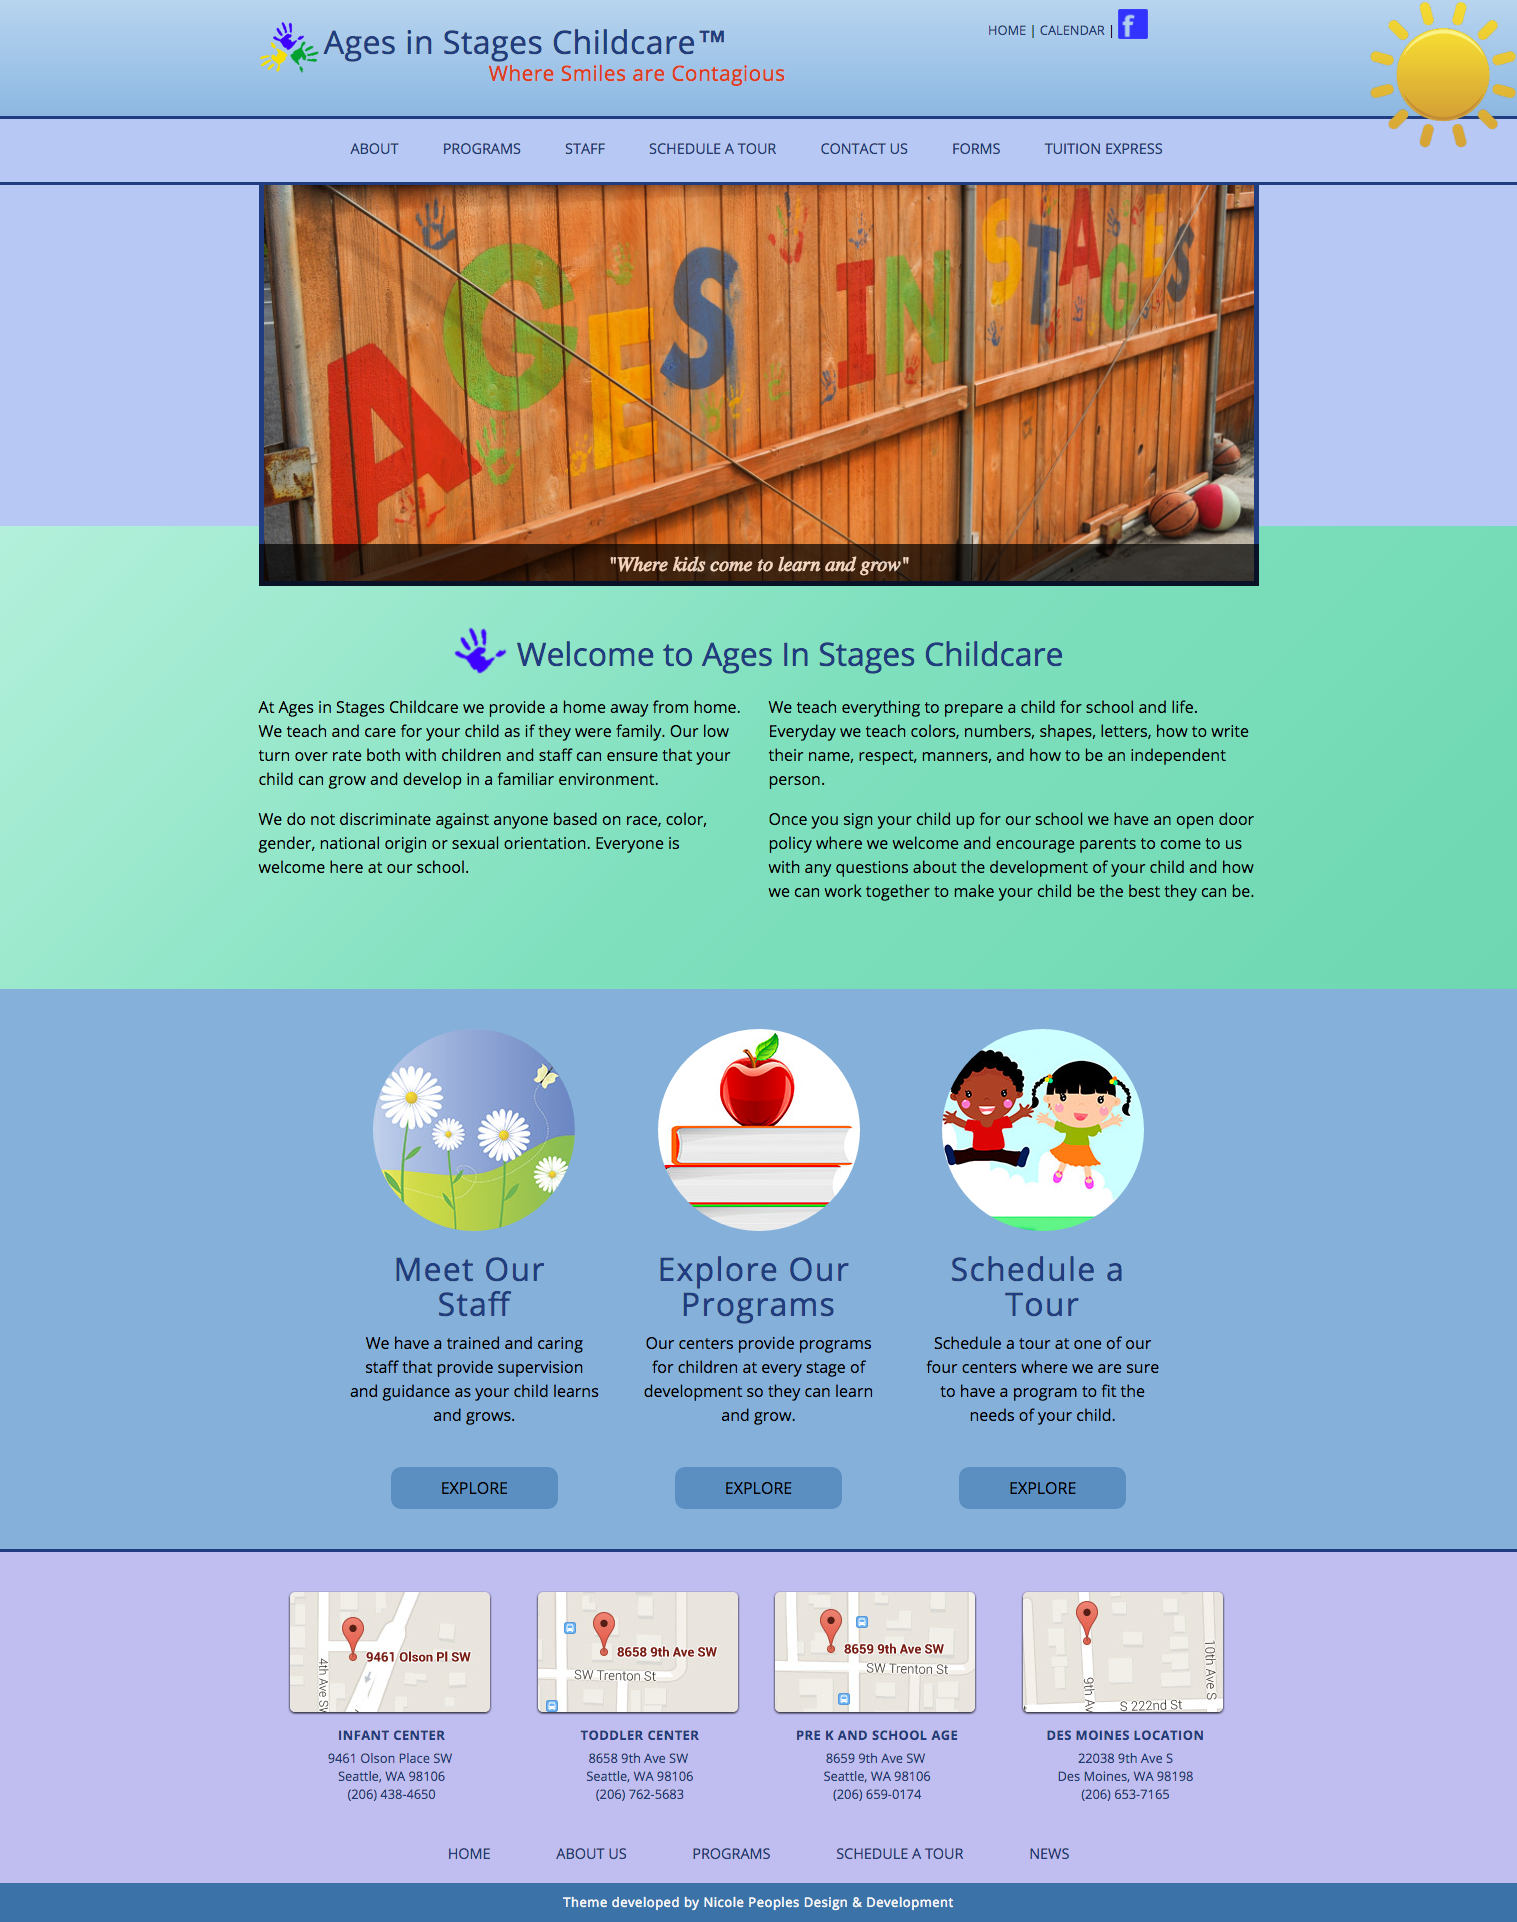 Ages in Stages Childcare™
Where Smiles are Contagious
HOME | CALENDAR | f
ABOUT PROGRAMS STAFF SCHEDULE A TOUR CONTACT US FORMS TUITION EXPRESS
AGES IN STAGES
"Where kids come to learn and grow"
Welcome to Ages In Stages Childcare
At Ages in Stages Childcare we provide a home away from home.
We teach and care for your child as if they were family. Our low
turn over rate both with children and staff can ensure that your
child can grow and develop in a familiar environment.
We do not discriminate against anyone based on race, color,
gender, national origin or sexual orientation. Everyone is
welcome here at our school.
We teach everything to prepare a child for school and life.
Everyday we teach colors, numbers, shapes, letters, how to write
their name, respect, manners, and how to be an independent
person.
Once you sign your child up for our school we have an open door
policy where we welcome and encourage parents to come to us
with any questions about the development of your child and how
we can work together to make your child be the best they can be.
Meet Our
Staff
We have a trained and caring
staff that provide supervision
and guidance as your child learns
and grows.
EXPLORE
Explore Our
Programs
Our centers provide programs
for children at every stage of
development so they can learn
and grow.
EXPLORE
Schedule a
Tour
Schedule a tour at one of our
four centers where we are sure
to have a program to fit the
needs of your child.
EXPLORE
9461 Olson Pl SW
4th Ave SW
INFANT CENTER
9461 Olson Place SW
Seattle, WA 98106
(206) 438-4650
8658 9th Ave SW
SW Trenton St
TODDLER CENTER
8658 9th Ave SW
Seattle, WA 98106
(206) 762-5683
8659 9th Ave SW
SW Trenton St
PRE K AND SCHOOL AGE
8659 9th Ave SW
Seattle, WA 98106
(206) 659-0174
10th Ave S
9th Av
S 222nd St
DES MOINES LOCATION
22038 9th Ave S
Des Moines, WA 98198
(206) 653-7165
HOME ABOUT US PROGRAMS SCHEDULE A TOUR NEWS
Theme developed by Nicole Peoples Design & Development